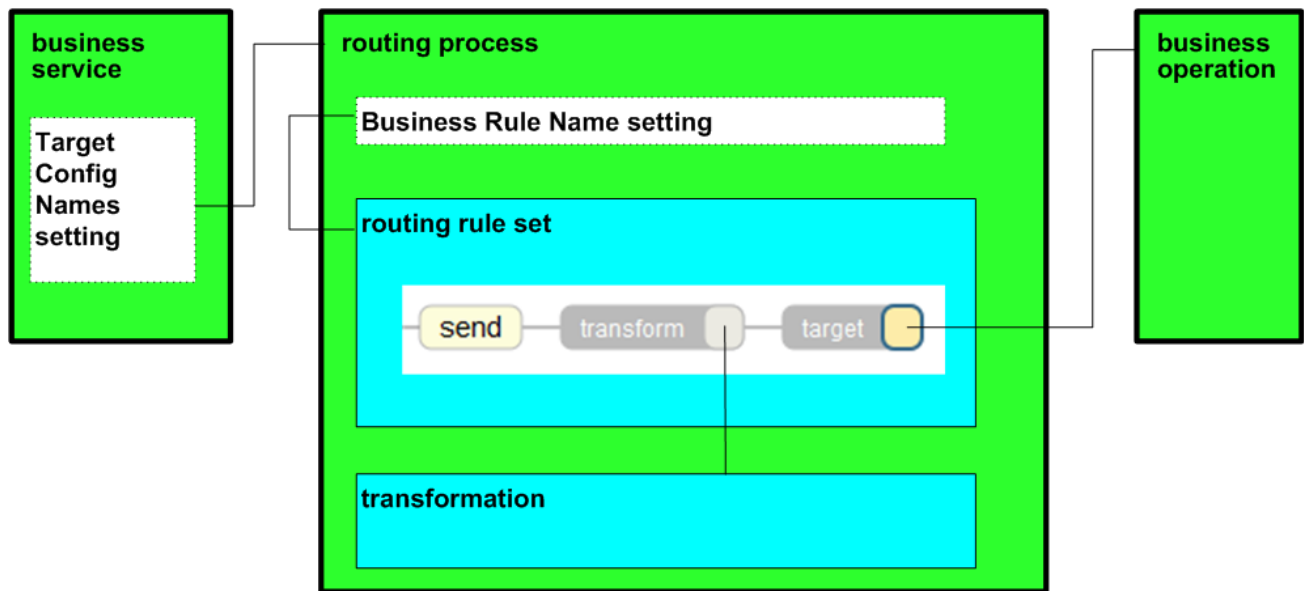 business
service
Target
Config
Names
setting
routing process
Business Rule Name setting
routing rule set
send transform target
transformation
business
operation